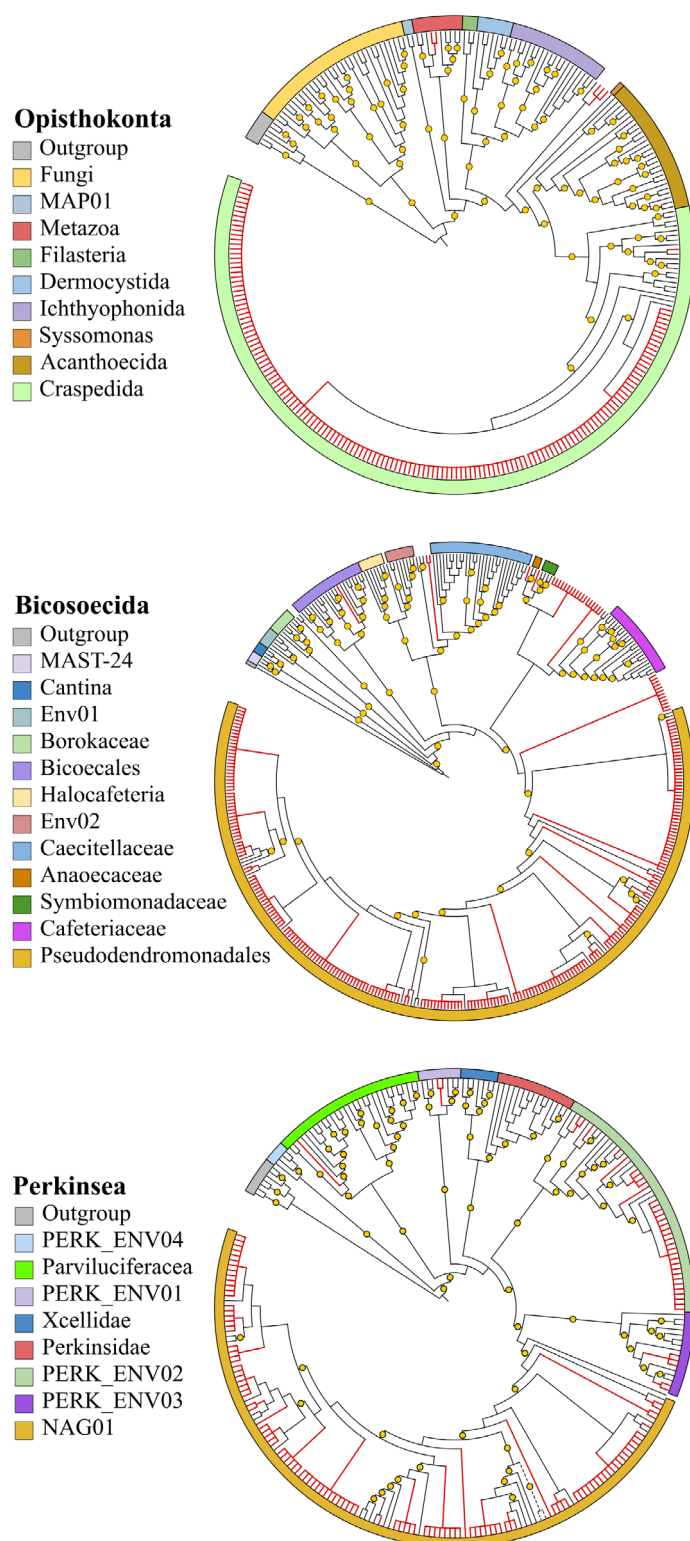 Opisthokonta
Outgroup
Fungi
MAP01
Metazoa
Filasteria
Dermocystida
Ichthyophonida
Syssomonas
Acanthoecida
Craspedida
Bicosoecida
Outgroup
MAST-24
Cantina
Env01
Borokaceae
Bicoecales
Halocafeteria
Env02
Caecitellaceae
Anaoecaceae
Symbiomonadaceae
Cafeteriaceae
Pseudodendromonadales
Perkinsea
Outgroup
PERK_ENV04
Parviluciferacea
PERK_ENV01
Xcellidae
Perkinsidae
PERK_ENV02
PERK_ENV03
NAG01